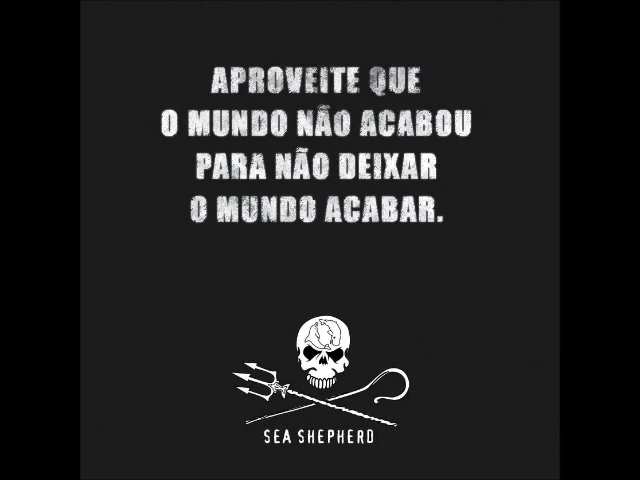 APROVEITE QUE
O MUNDO NÃO ACABOU
PARA NÃO DEIXAR
O MUNDO ACABAR.
SEA SHEPHERD